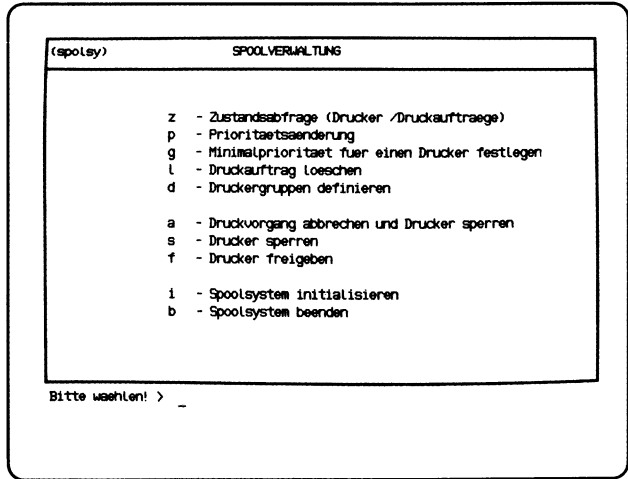 (spolsy) SPOOLVERWALTUNG
z - Zustandsabfrage (Drucker /Druckauftraege)
p - Prioritaetsaenderung
g - Minimalprioritaet fuer einen Drucker festlegen
l - Druckauftrag loeschen
d - Druckergruppen definieren
a - Druckvorgang abbrechen und Drucker sperren
s - Drucker sperren
f - Drucker freigeben
i - Spoolsystem initialisieren
b - Spoolsystem beenden
Bitte waehlen! > _